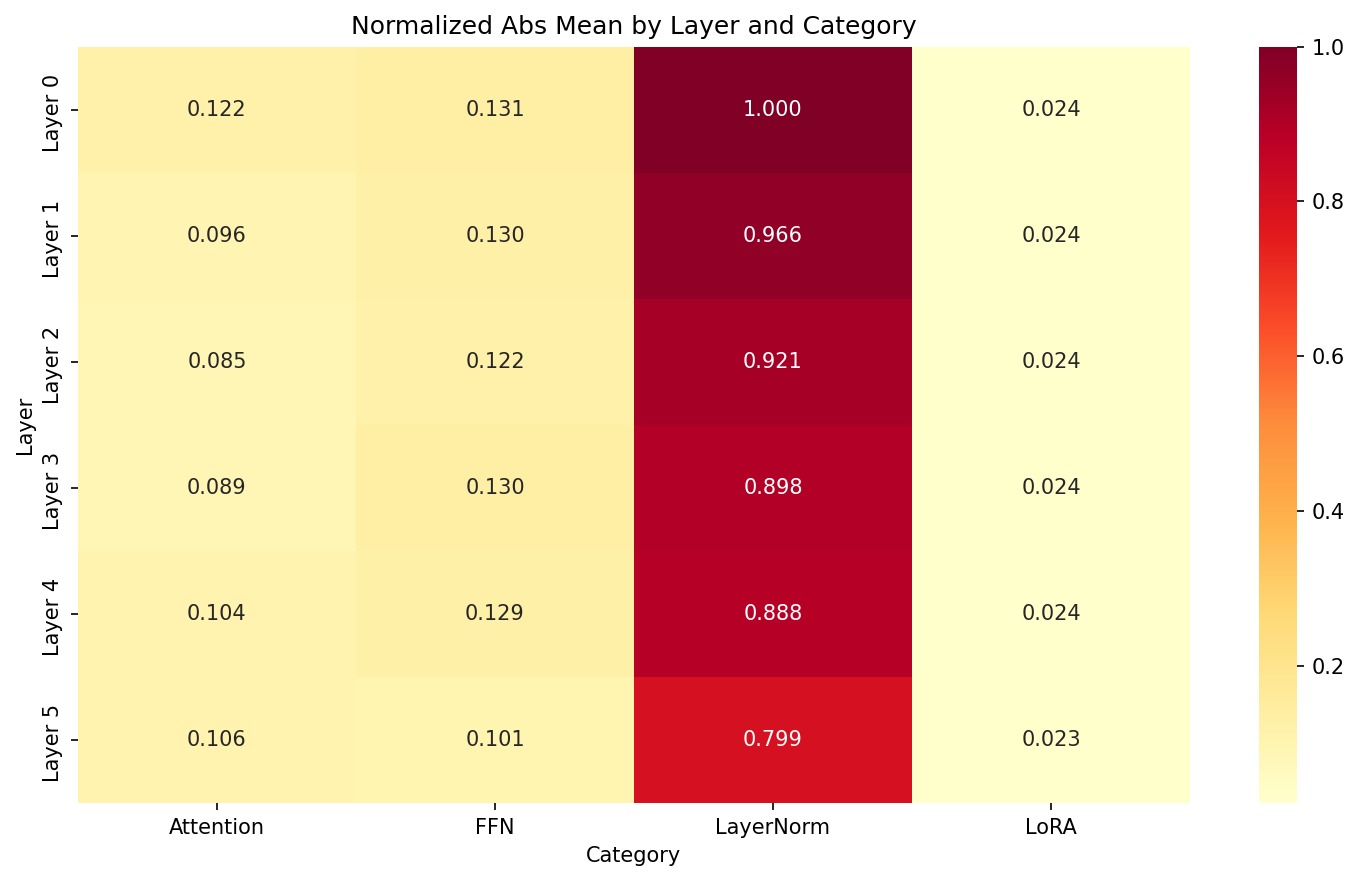 Normalized Abs Mean by Layer and Category
Layer
Layer 0 0.122 0.131 1.000 0.024
Layer 1 0.096 0.130 0.966 0.024
Layer 2 0.085 0.122 0.921 0.024
Layer 3 0.089 0.130 0.898 0.024
Layer 4 0.104 0.129 0.888 0.024
Layer 5 0.106 0.101 0.799 0.023
Attention FFN LayerNorm LoRA
Category
1.0
0.8
0.6
0.4
0.2